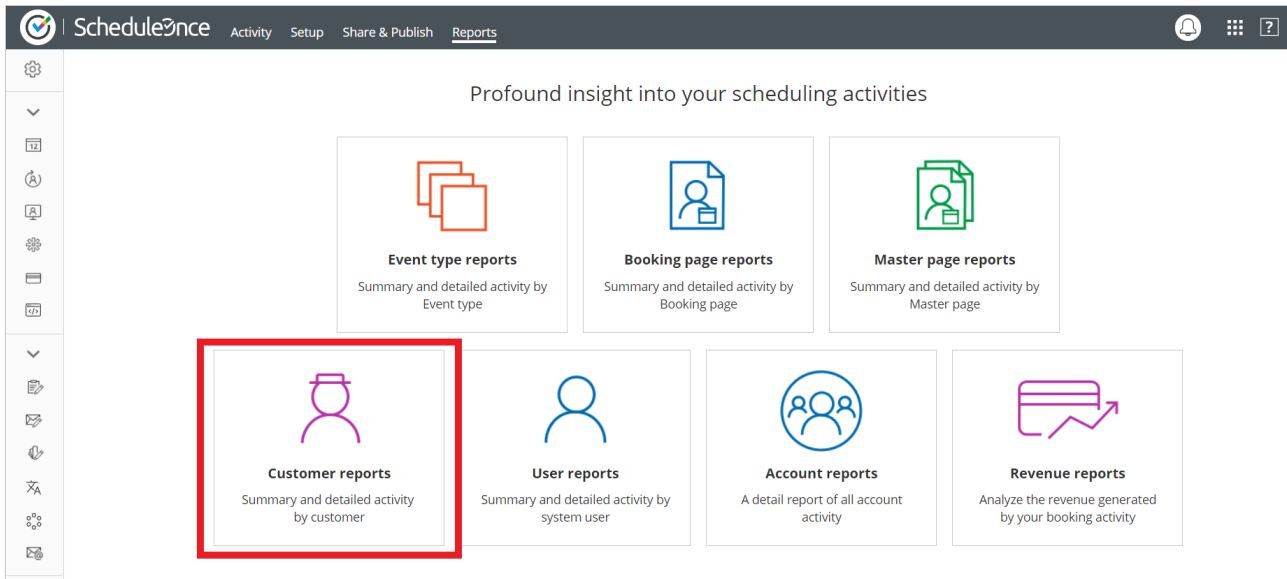 ScheduleOnce Activity Setup Share & Publish Reports ?
Profound insight into your scheduling activities
12
Event type reports
Summary and detailed activity by
Event type
Booking page reports
Summary and detailed activity by
Booking page
Master page reports
Summary and detailed activity by
Master page
Customer reports
Summary and detailed activity
by customer
User reports
Summary and detailed activity by
system user
Account reports
A detail report of all account
activity
Revenue reports
Analyze the revenue generated
by your booking activity